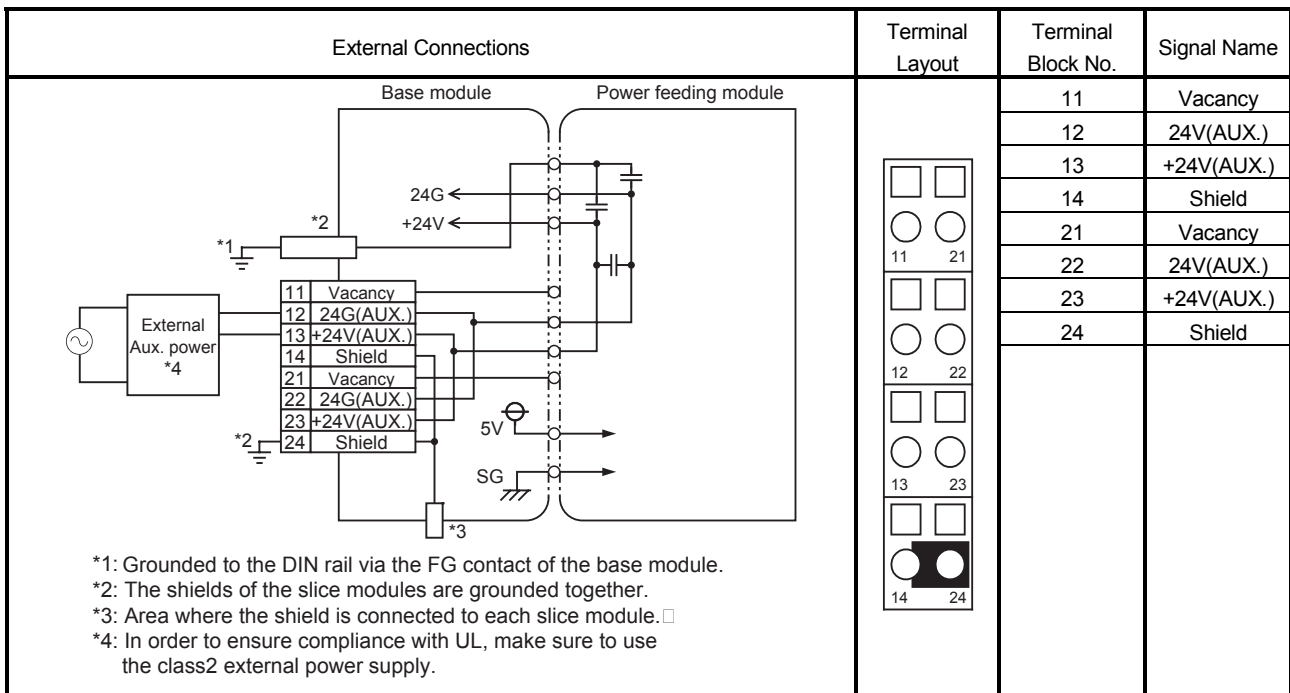 External Connections
Terminal
Layout
Terminal
Block No.
Signal Name
Base module
Power feeding module
24G
+24V
*2
*1
External
Aux. power
*4
11 Vacancy
12 24G(AUX.)
13 +24V(AUX.)
14 Shield
21 Vacancy
22 24G(AUX.)
23 +24V(AUX.)
24 Shield
*2
5V
SG
*3
*1: Grounded to the DIN rail via the FG contact of the base module.
*2: The shields of the slice modules are grounded together.
*3: Area where the shield is connected to each slice module.□
*4: In order to ensure compliance with UL, make sure to use
the class2 external power supply.
11 21
12 22
13 23
14 24
11 Vacancy
12 24V(AUX.)
13 +24V(AUX.)
14 Shield
21 Vacancy
22 24V(AUX.)
23 +24V(AUX.)
24 Shield